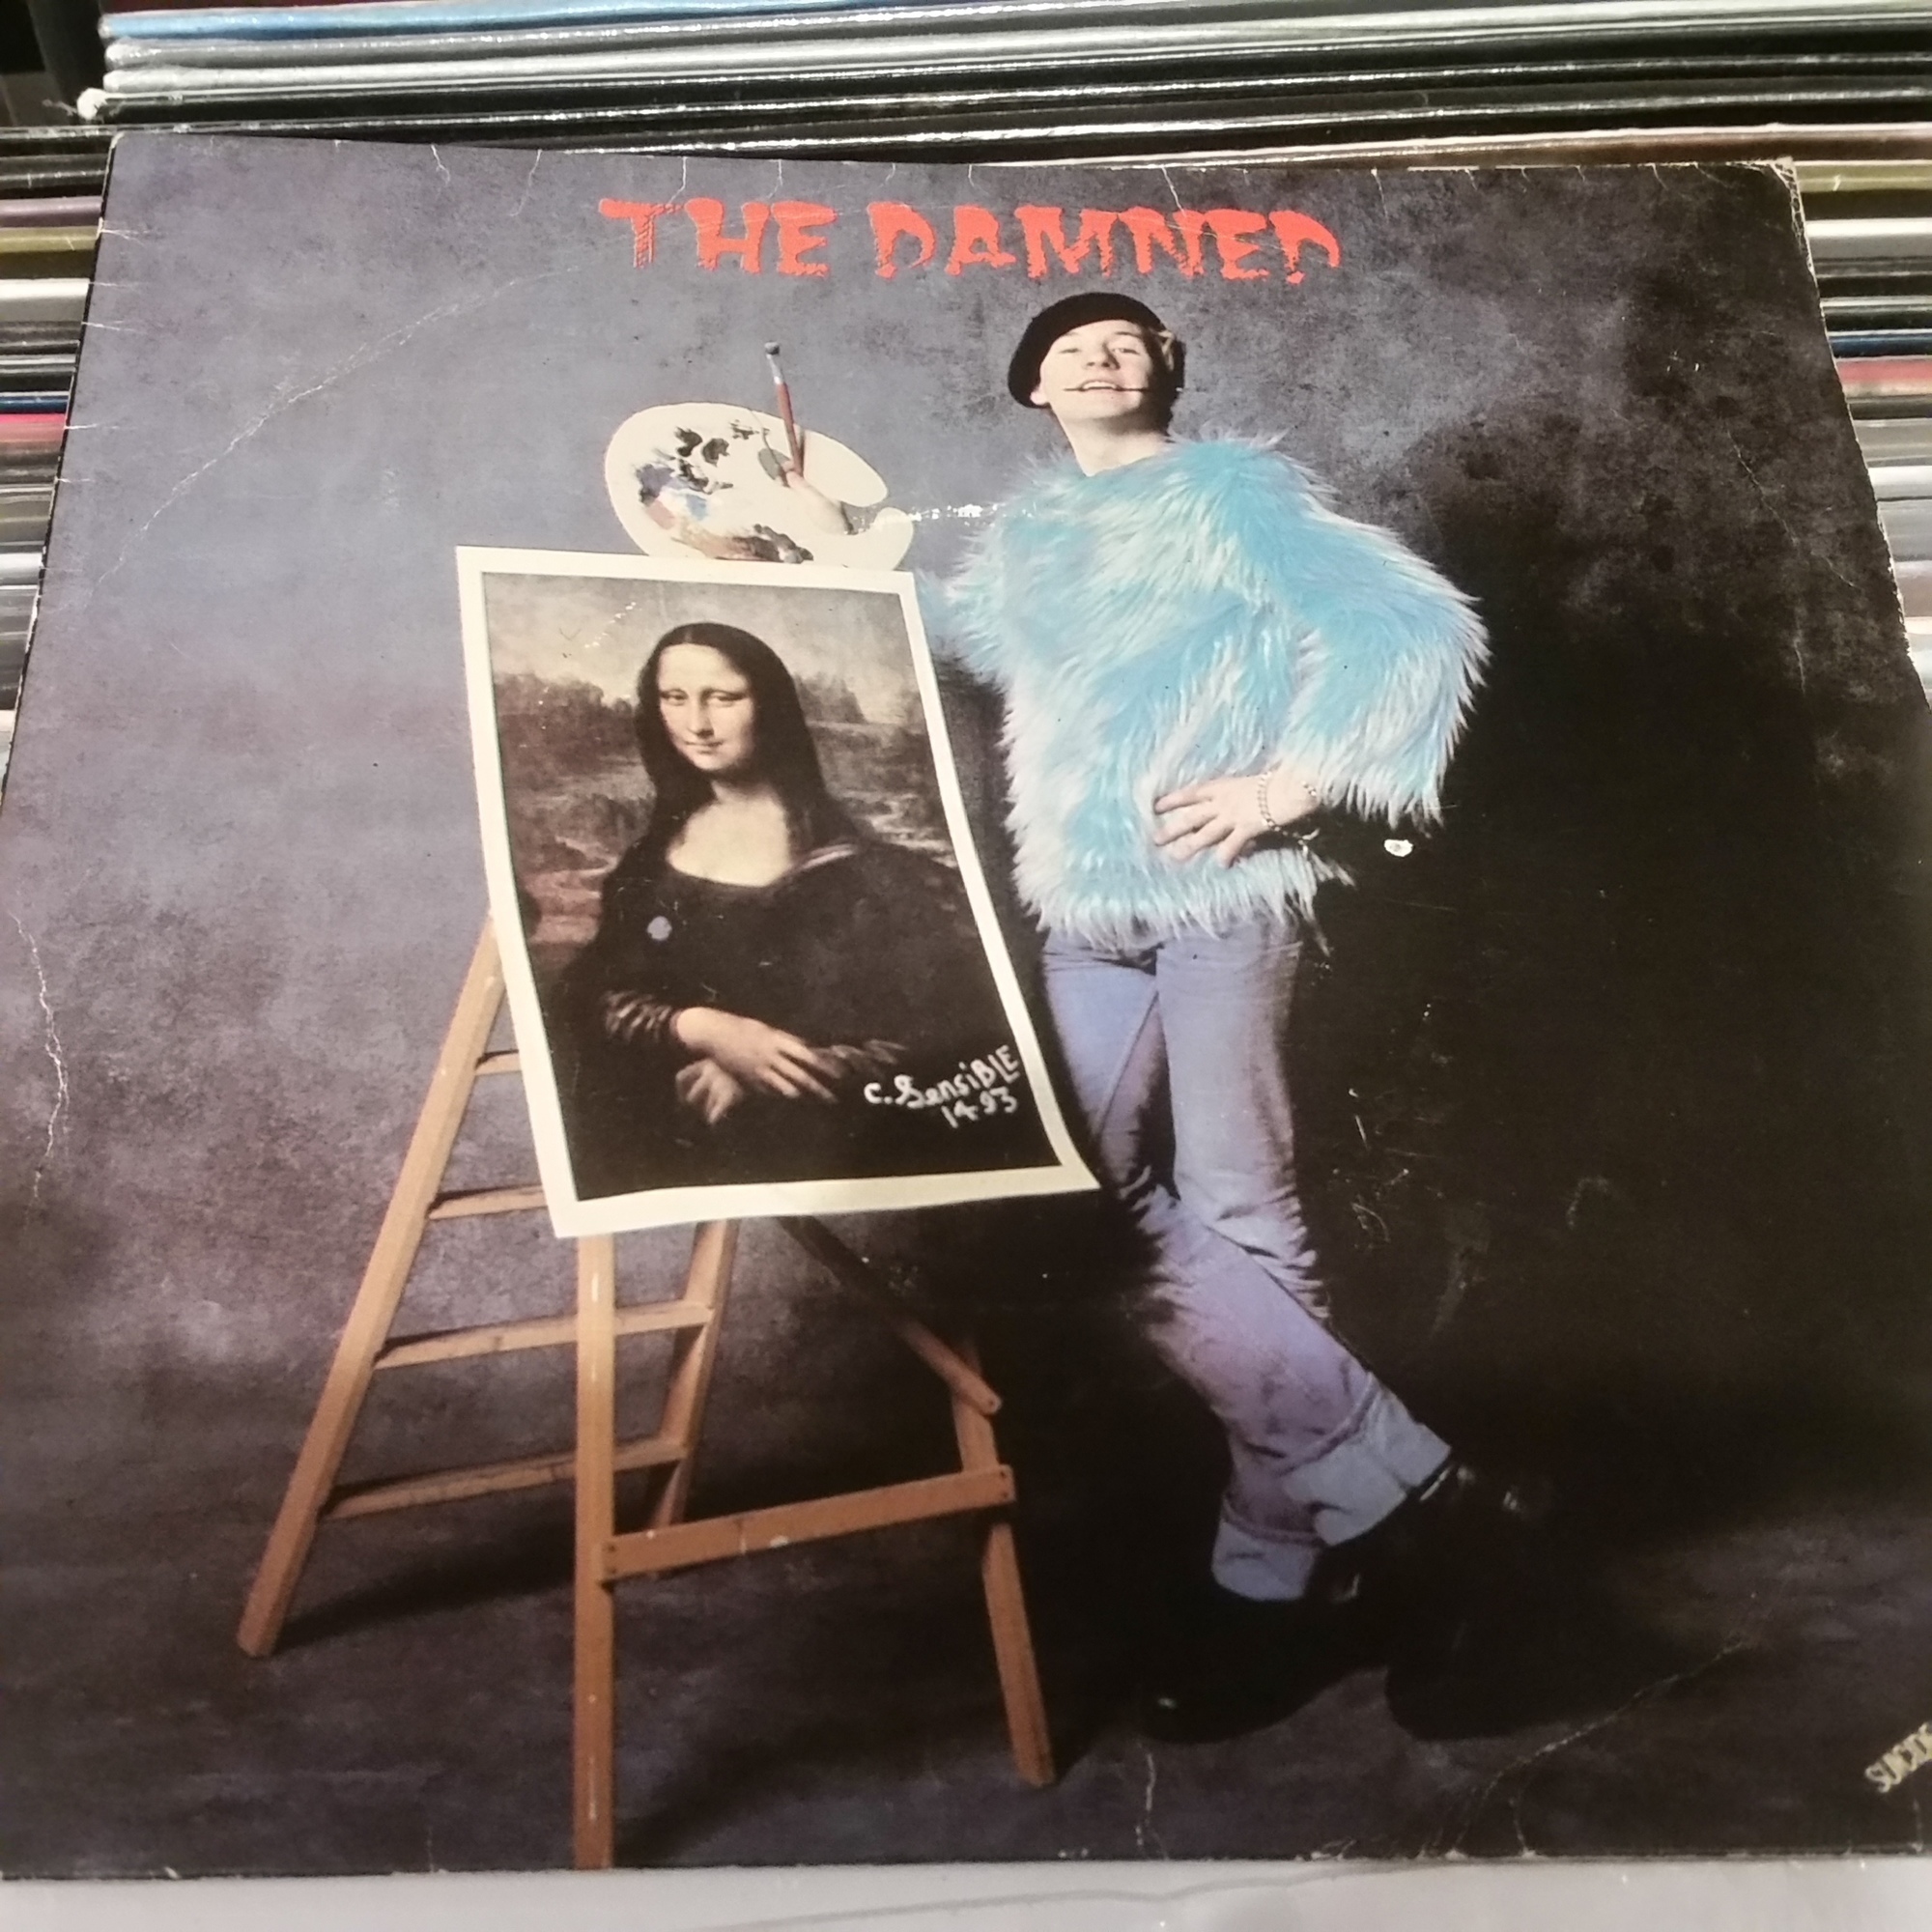 THE DAMNED
C. SensiBLE
1493